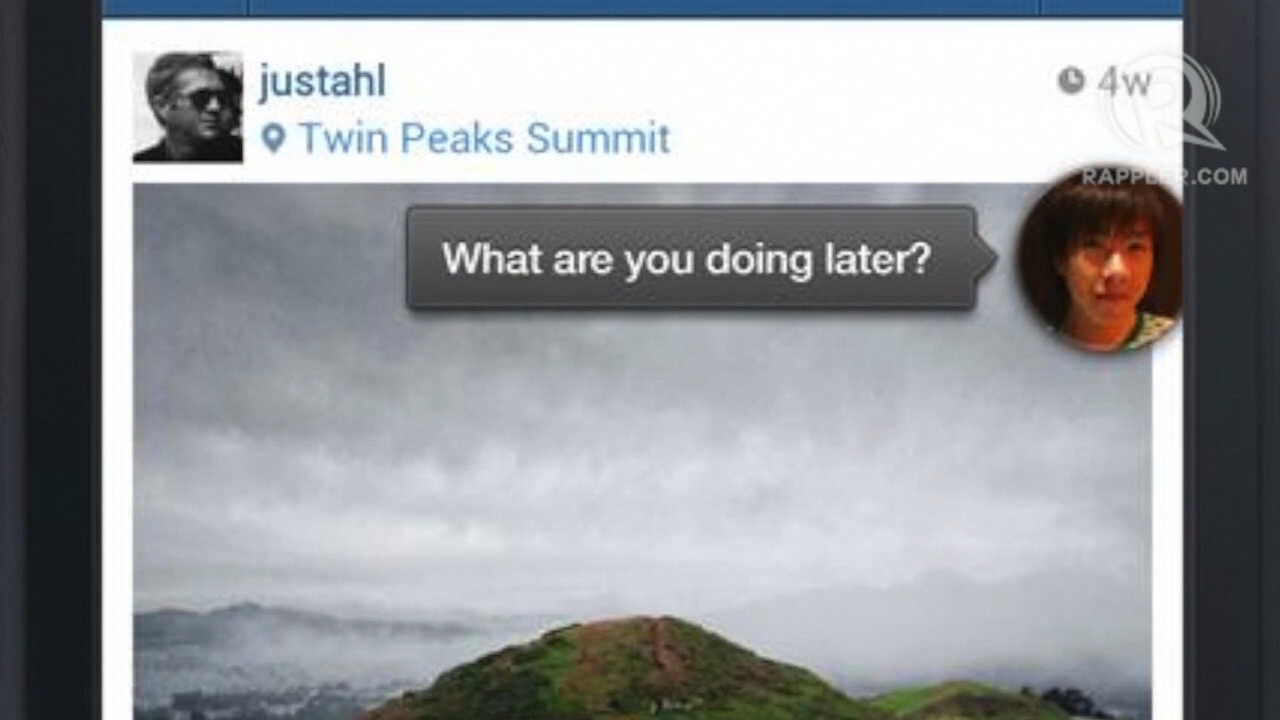 justahl
4w
Twin Peaks Summit
RAPPLER.COM
What are you doing later?